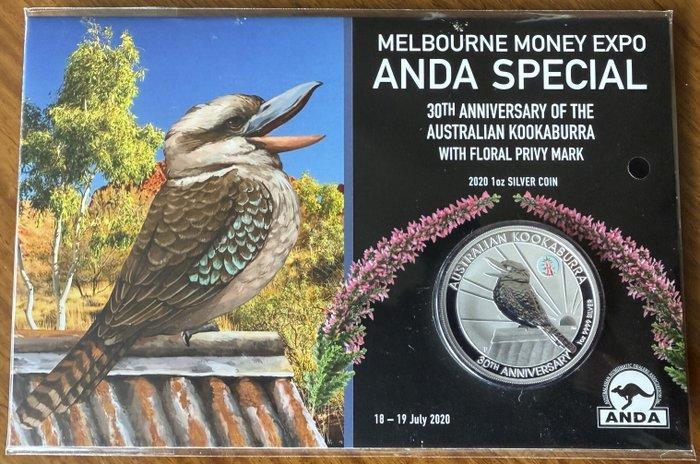 MELBOURNE MONEY EXPO
ANDA SPECIAL
30TH ANNIVERSARY OF THE
AUSTRALIAN KOOKABURRA
WITH FLORAL PRIVY MARK
2020 1oz SILVER COIN
AUSTRALIAN KOOKABURRA
1oz 9999 SILVER
P
30TH ANNIVERSARY
18 – 19 July 2020
ANDA